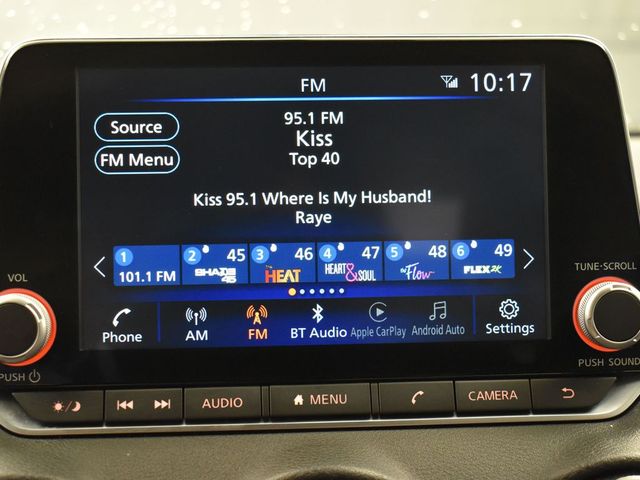 FM
10:17
Source
FM Menu
95.1 FM
Kiss
Top 40
Kiss 95.1 Where Is My Husband!
Raye
1
101.1 FM
2 45
SHADE 45
3 46
THE HEAT
4 47
HEART & SOUL
5 48
the Flow
6 49
FLEX2K
Phone
AM
FM
BT Audio
Apple CarPlay
Android Auto
Settings
VOL
PUSH
TUNE·SCROLL
PUSH SOUND
AUDIO
MENU
CAMERA